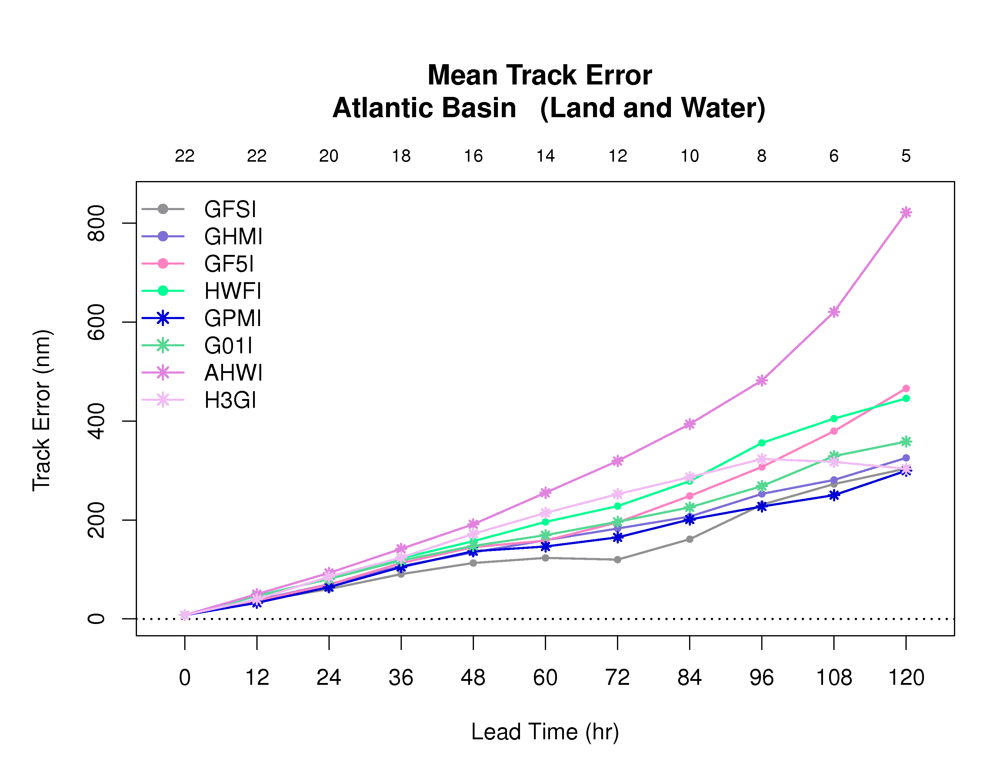 Mean Track Error
Atlantic Basin (Land and Water)
22 22 20 18 16 14 12 10 8 6 5
GFSI
GHMI
GF5I
HWFI
GPMI
G01I
AHWI
H3GI
Track Error (nm)
800
600
400
200
0
0 12 24 36 48 60 72 84 96 108 120
Lead Time (hr)